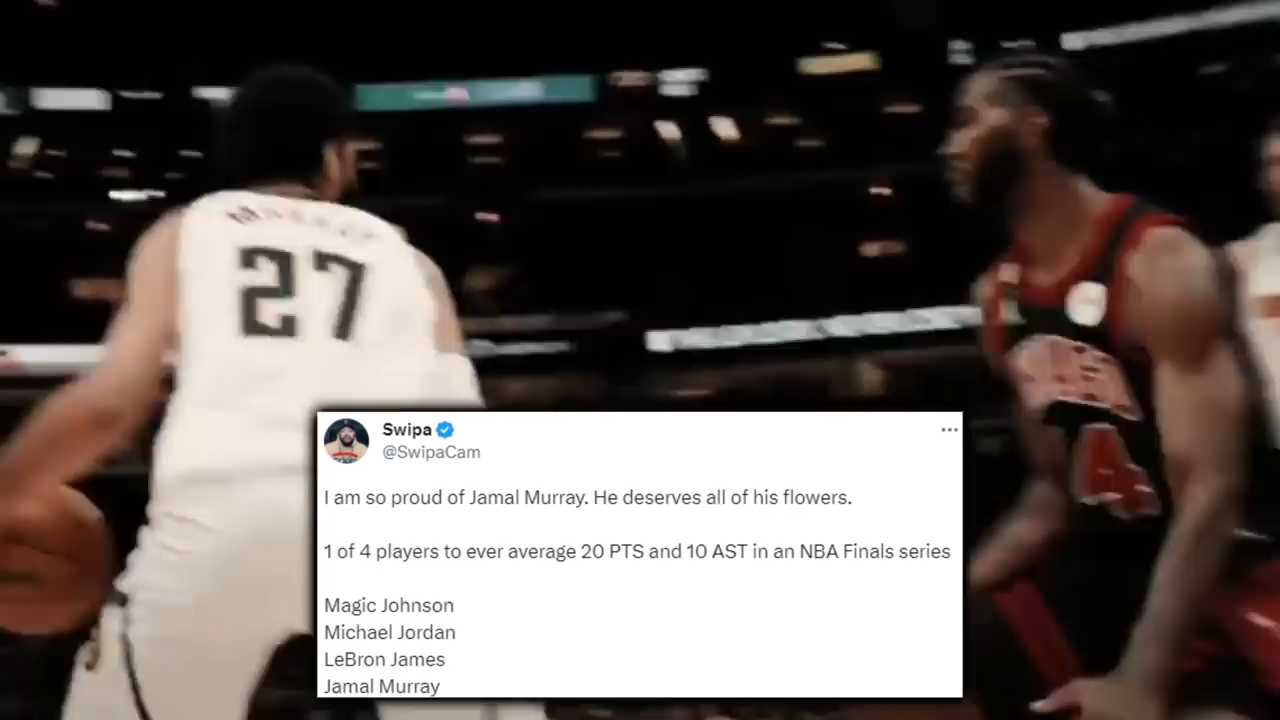 27
Swipa
@SwipaCam
I am so proud of Jamal Murray. He deserves all of his flowers.
1 of 4 players to ever average 20 PTS and 10 AST in an NBA Finals series
Magic Johnson
Michael Jordan
LeBron James
Jamal Murray
4